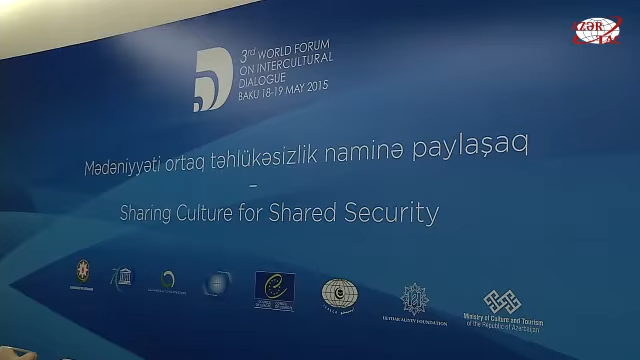 3rd WORLD FORUM
ON INTERCULTURAL
DIALOGUE
BAKU 18-19 MAY 2015
Mədəniyyəti ortaq təhlükəsizlik naminə paylaşaq
–
Sharing Culture for Shared Security
HEYDAR ALIYEV FOUNDATION
Ministry of Culture and Tourism
of the Republic of Azerbaijan